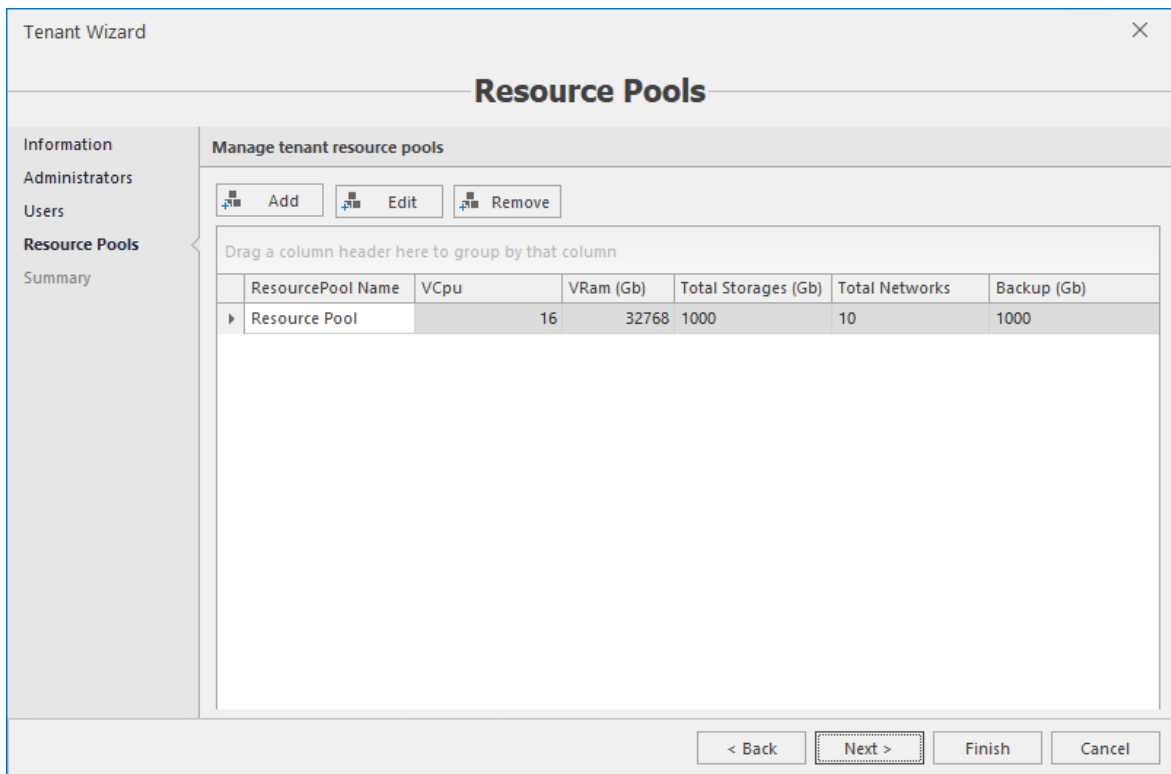 Tenant Wizard
Resource Pools
Information
Administrators
Users
Resource Pools
Summary
Manage tenant resource pools
Add Edit Remove
Drag a column header here to group by that column
ResourcePool Name VCpu VRam (Gb) Total Storages (Gb) Total Networks Backup (Gb)
Resource Pool 16 32768 1000 10 1000
< Back Next > Finish Cancel